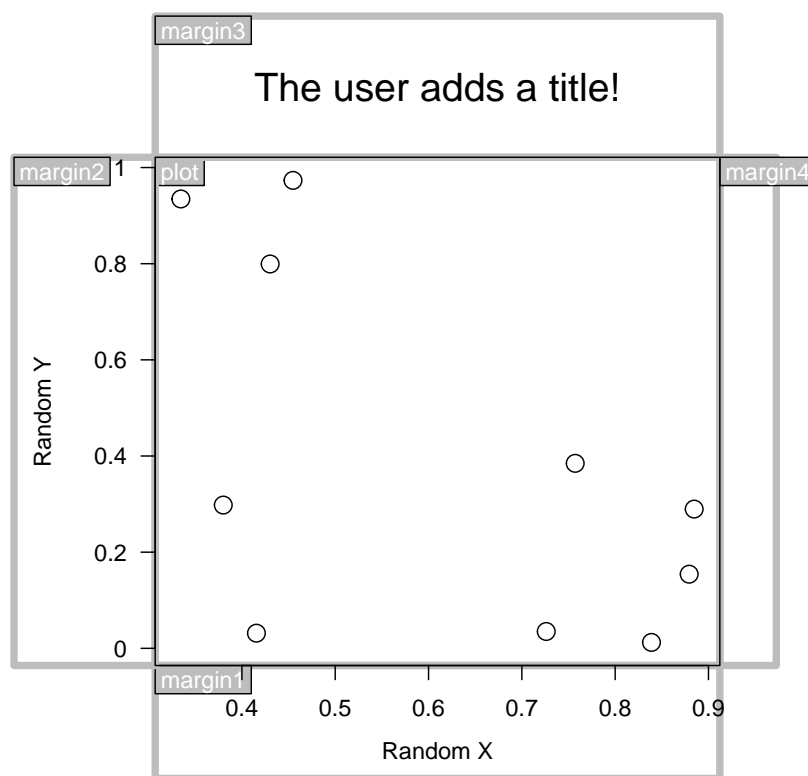 margin3
The user adds a title!
margin2
plot
margin4
1
0.8
0.6
0.4
0.2
0
Random Y
margin1
0.4 0.5 0.6 0.7 0.8 0.9
Random X